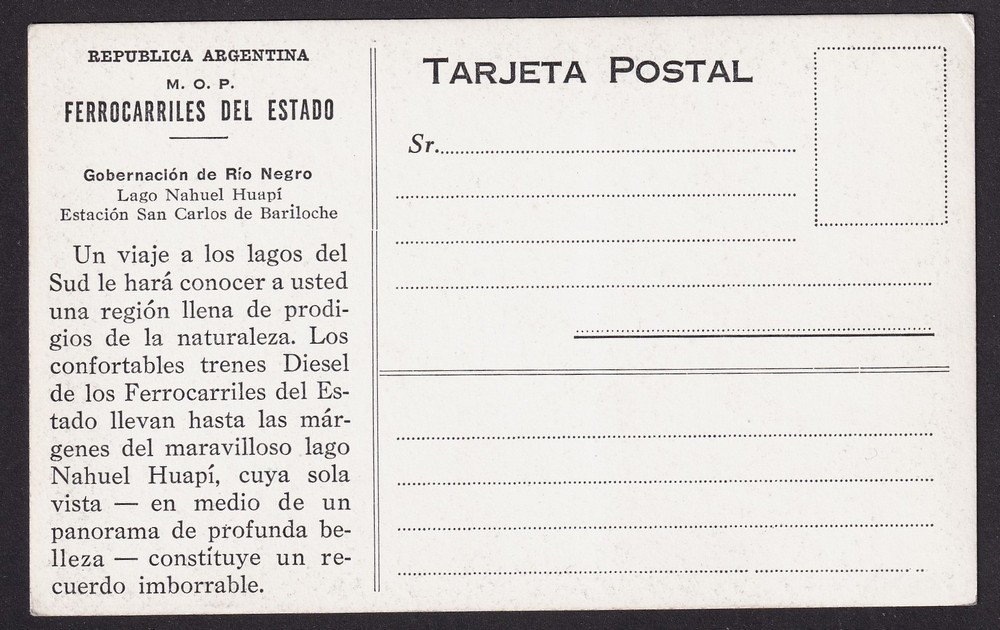 REPUBLICA ARGENTINA
M. O. P.
FERROCARRILES DEL ESTADO
Gobernación de Río Negro
Lago Nahuel Huapí
Estación San Carlos de Bariloche
Un viaje a los lagos del
Sud le hará conocer a usted
una región llena de prodi-
gios de la naturaleza. Los
confortables trenes Diesel
de los Ferrocarriles del Es-
tado llevan hasta las már-
genes del maravilloso lago
Nahuel Huapí, cuya sola
vista — en medio de un
panorama de profunda be-
lleza — constituye un re-
cuerdo imborrable.
TARJETA POSTAL
Sr.